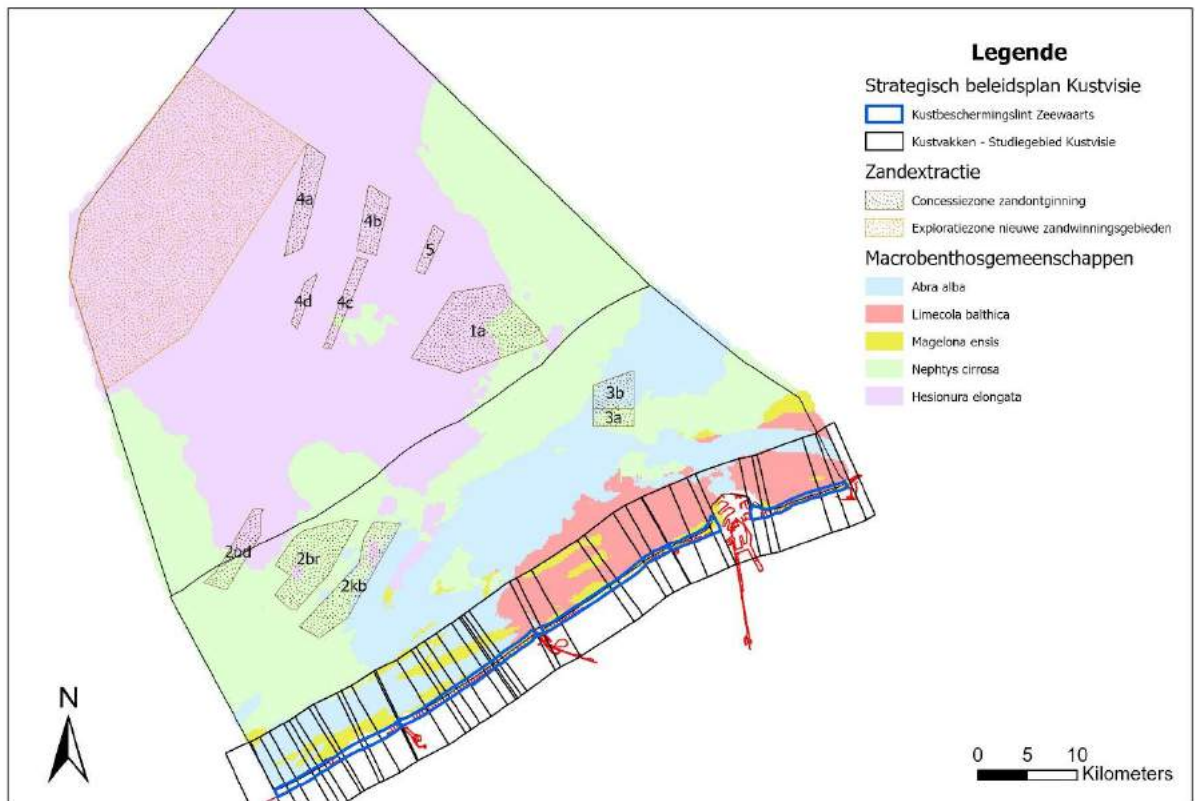 Legende
Strategisch beleidsplan Kustvisie
Kustbeschermingslint Zeewaarts
Kustvakken - Studiegebied Kustvisie
Zandextractie
Concessiezone zandontginning
Exploratiezone nieuwe zandwinningsgebieden
Macrobenthosgemeenschappen
Abra alba
Limecola balthica
Magelona ensis
Nephtys cirrosa
Hesionura elongata
4a
4b
5
4d
4c
1a
3b
3a
2od
2br
2kb
N
0 5 10
Kilometers